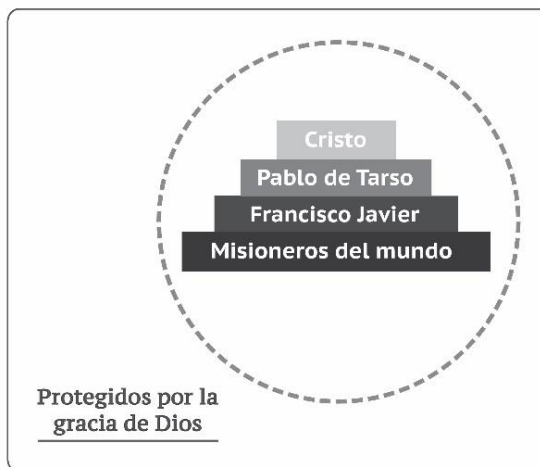 Cristo
Pablo de Tarso
Francisco Javier
Misioneros del mundo
Protegidos por la
gracia de Dios